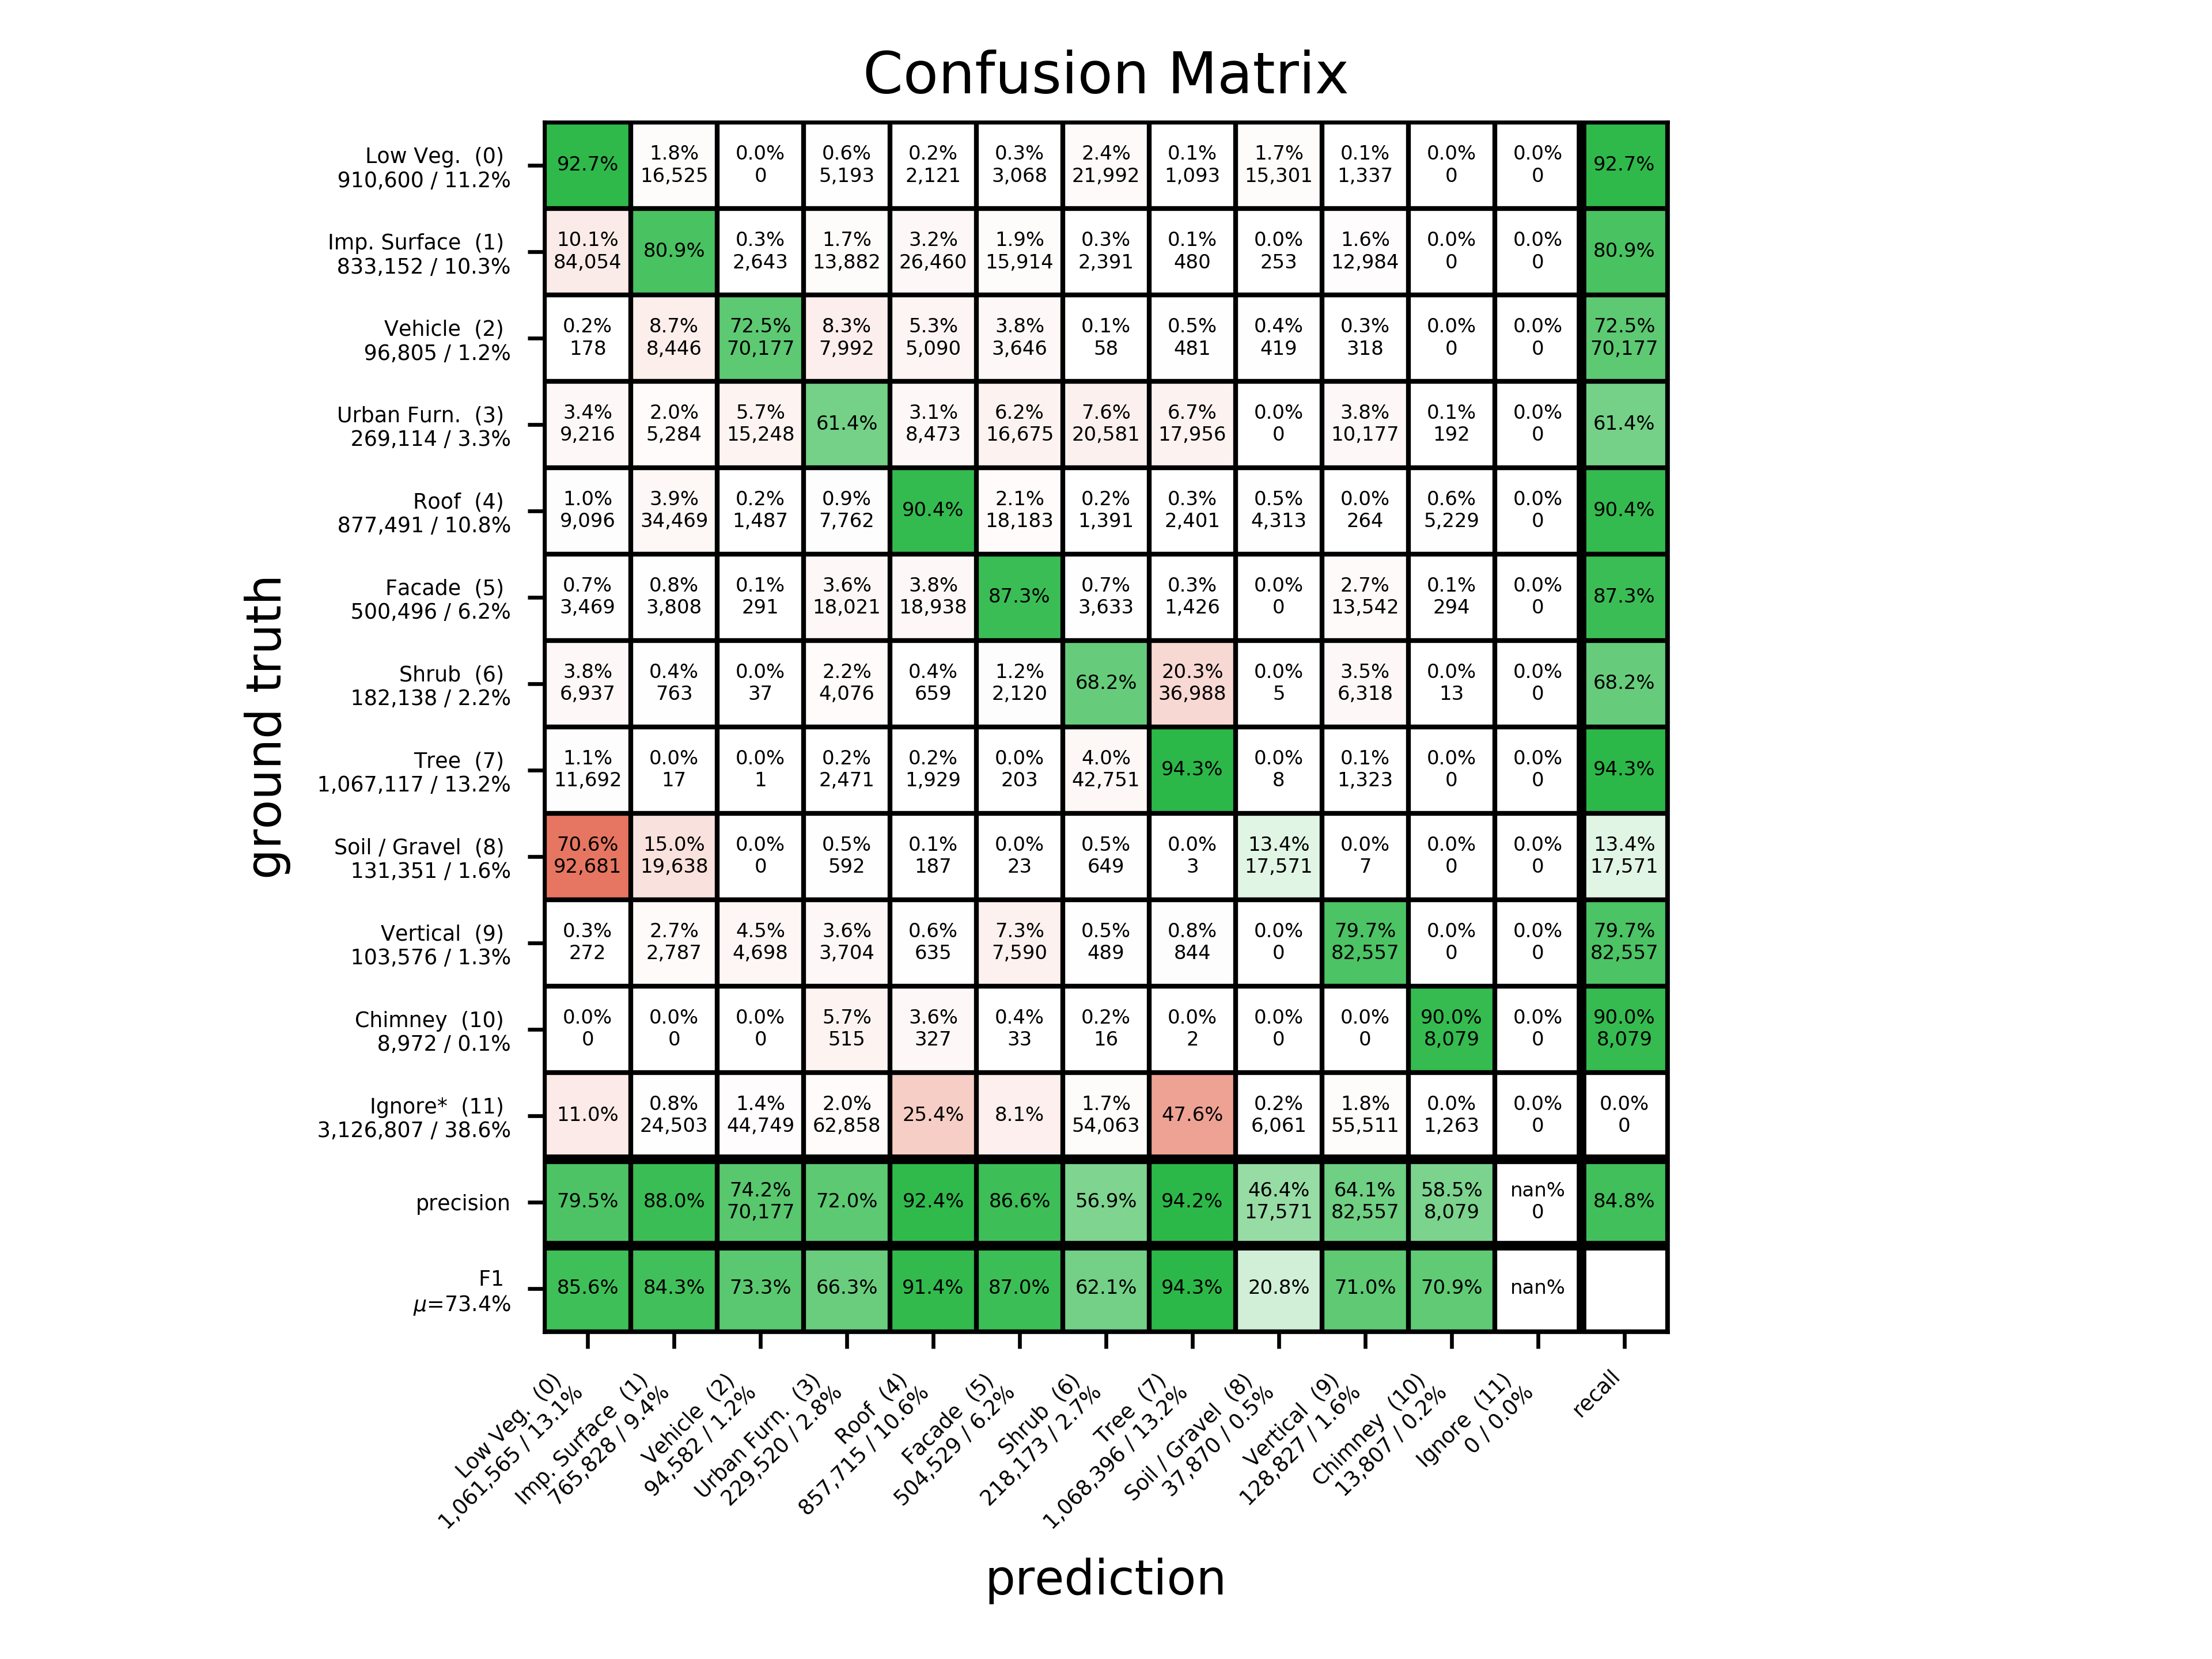 Confusion Matrix
ground truth
Low Veg. (0)
910,600 / 11.2%
92.7% 1.8% 0.0% 0.6% 0.2% 0.3% 2.4% 0.1% 1.7% 0.1% 0.0% 0.0% 92.7%
16,525 0 5,193 2,121 3,068 21,992 1,093 15,301 1,337 0 0
Imp. Surface (1)
833,152 / 10.3%
10.1% 80.9% 0.3% 1.7% 3.2% 1.9% 0.3% 0.1% 0.0% 1.6% 0.0% 0.0% 80.9%
84,054 2,643 13,882 26,460 15,914 2,391 480 253 12,984 0 0
Vehicle (2)
96,805 / 1.2%
0.2% 8.7% 72.5% 8.3% 5.3% 3.8% 0.1% 0.5% 0.4% 0.3% 0.0% 0.0% 72.5%
178 8,446 70,177 7,992 5,090 3,646 58 481 419 318 0 0 70,177
Urban Furn. (3)
269,114 / 3.3%
3.4% 2.0% 5.7% 61.4% 3.1% 6.2% 7.6% 6.7% 0.0% 3.8% 0.1% 0.0% 61.4%
9,216 5,284 15,248 8,473 16,675 20,581 17,956 0 10,177 192 0
Roof (4)
877,491 / 10.8%
1.0% 3.9% 0.2% 0.9% 90.4% 2.1% 0.2% 0.3% 0.5% 0.0% 0.6% 0.0% 90.4%
9,096 34,469 1,487 7,762 18,183 1,391 2,401 4,313 264 5,229 0
Facade (5)
500,496 / 6.2%
0.7% 0.8% 0.1% 3.6% 3.8% 87.3% 0.7% 0.3% 0.0% 2.7% 0.1% 0.0% 87.3%
3,469 3,808 291 18,021 18,938 3,633 1,426 0 13,542 294 0
Shrub (6)
182,138 / 2.2%
3.8% 0.4% 0.0% 2.2% 0.4% 1.2% 68.2% 20.3% 0.0% 3.5% 0.0% 0.0% 68.2%
6,937 763 37 4,076 659 2,120 36,988 5 6,318 13 0
Tree (7)
1,067,117 / 13.2%
1.1% 0.0% 0.0% 0.2% 0.2% 0.0% 4.0% 94.3% 0.0% 0.1% 0.0% 0.0% 94.3%
11,692 17 1 2,471 1,929 203 42,751 8 1,323 0 0
Soil / Gravel (8)
131,351 / 1.6%
70.6% 15.0% 0.0% 0.5% 0.1% 0.0% 0.5% 0.0% 13.4% 0.0% 0.0% 0.0% 13.4%
92,681 19,638 0 592 187 23 649 3 17,571 7 0 0 17,571
Vertical (9)
103,576 / 1.3%
0.3% 2.7% 4.5% 3.6% 0.6% 7.3% 0.5% 0.8% 0.0% 79.7% 0.0% 0.0% 79.7%
272 2,787 4,698 3,704 635 7,590 489 844 0 82,557 0 0 82,557
Chimney (10)
8,972 / 0.1%
0.0% 0.0% 0.0% 5.7% 3.6% 0.4% 0.2% 0.0% 0.0% 0.0% 90.0% 0.0% 90.0%
0 0 0 515 327 33 16 2 0 0 8,079 0 8,079
Ignore* (11)
3,126,807 / 38.6%
11.0% 0.8% 1.4% 2.0% 25.4% 8.1% 1.7% 47.6% 0.2% 1.8% 0.0% 0.0% 0.0%
24,503 44,749 62,858 54,063 6,061 55,511 1,263 0 0
precision
79.5% 88.0% 74.2% 72.0% 92.4% 86.6% 56.9% 94.2% 46.4% 64.1% 58.5% nan% 84.8%
70,177 17,571 82,557 8,079 0
F1
μ=73.4%
85.6% 84.3% 73.3% 66.3% 91.4% 87.0% 62.1% 94.3% 20.8% 71.0% 70.9% nan%
Low Veg. (0)
1,061,565 / 13.1%
Imp. Surface (1)
765,828 / 9.4%
Vehicle (2)
94,582 / 1.2%
Urban Furn. (3)
229,520 / 2.8%
Roof (4)
857,715 / 10.6%
Facade (5)
504,529 / 6.2%
Shrub (6)
218,173 / 2.7%
Tree (7)
1,068,396 / 13.2%
Soil / Gravel (8)
37,870 / 0.5%
Vertical (9)
128,827 / 1.6%
Chimney (10)
13,807 / 0.2%
Ignore (11)
0 / 0.0%
recall
prediction